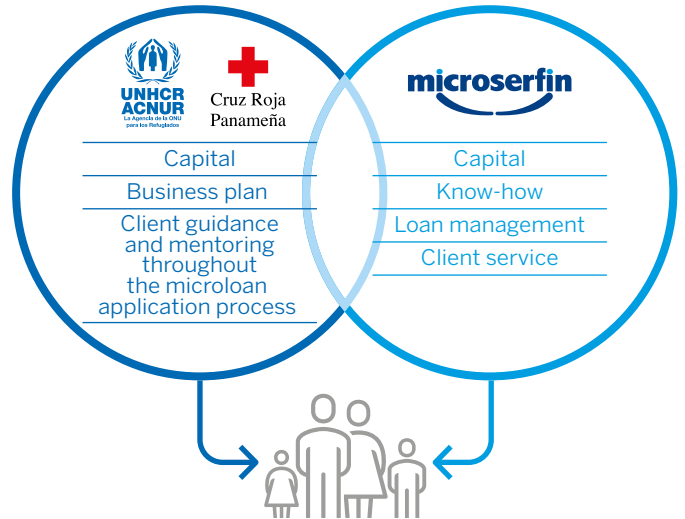 UNHCR
ACNUR
La Agencia de la ONU
para los Refugiados
Cruz Roja
Panameña
Capital
Business plan
Client guidance
and mentoring
throughout
the microloan
application process
microserfin
Capital
Know-how
Loan management
Client service